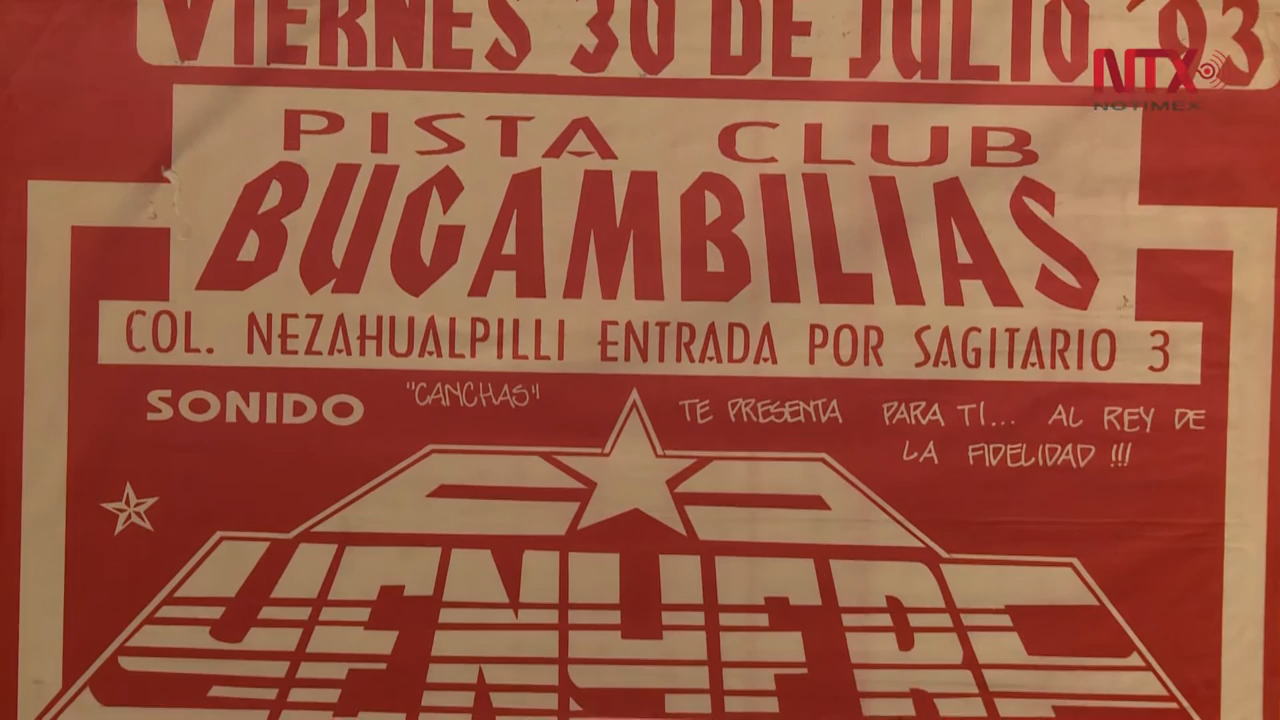 VIERNES 30 DE JULIO '93
NTX
NOTIMEX
PISTA CLUB
BUGAMBILIAS
COL. NEZAHUALPILLI ENTRADA POR SAGITARIO 3
SONIDO "CANCHAS" TE PRESENTA PARA TI... AL REY DE
LA FIDELIDAD !!!